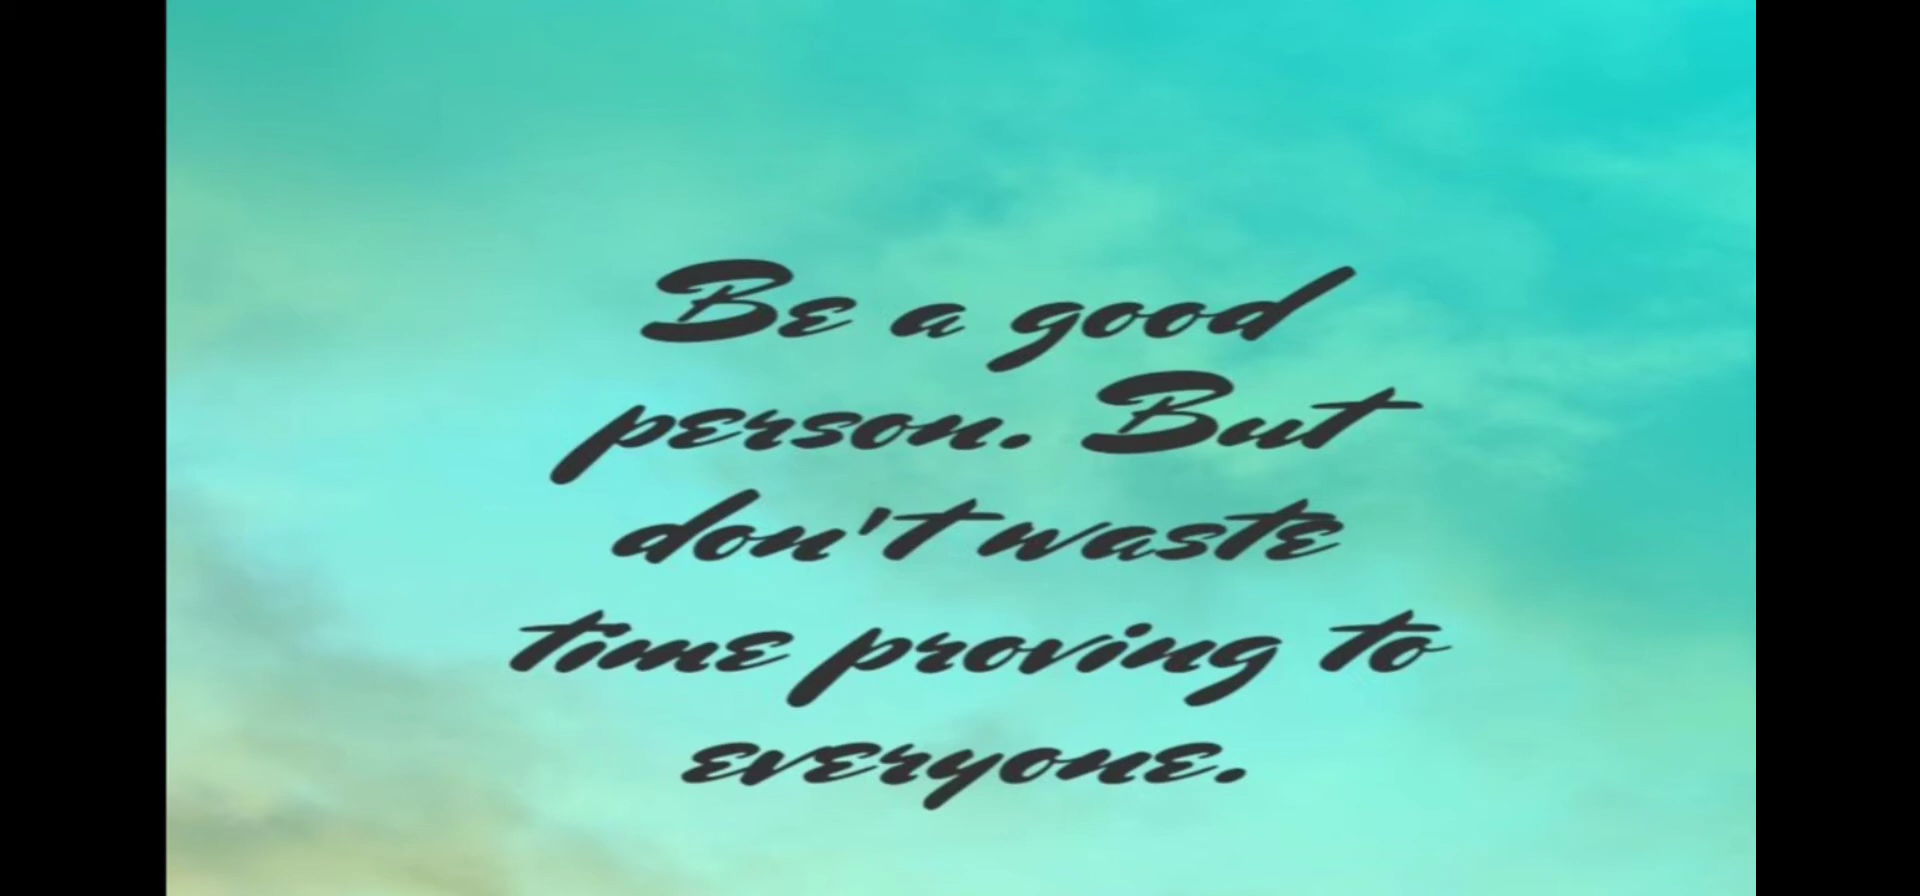 Be a good
person. But
don't waste
time proving to
everyone.